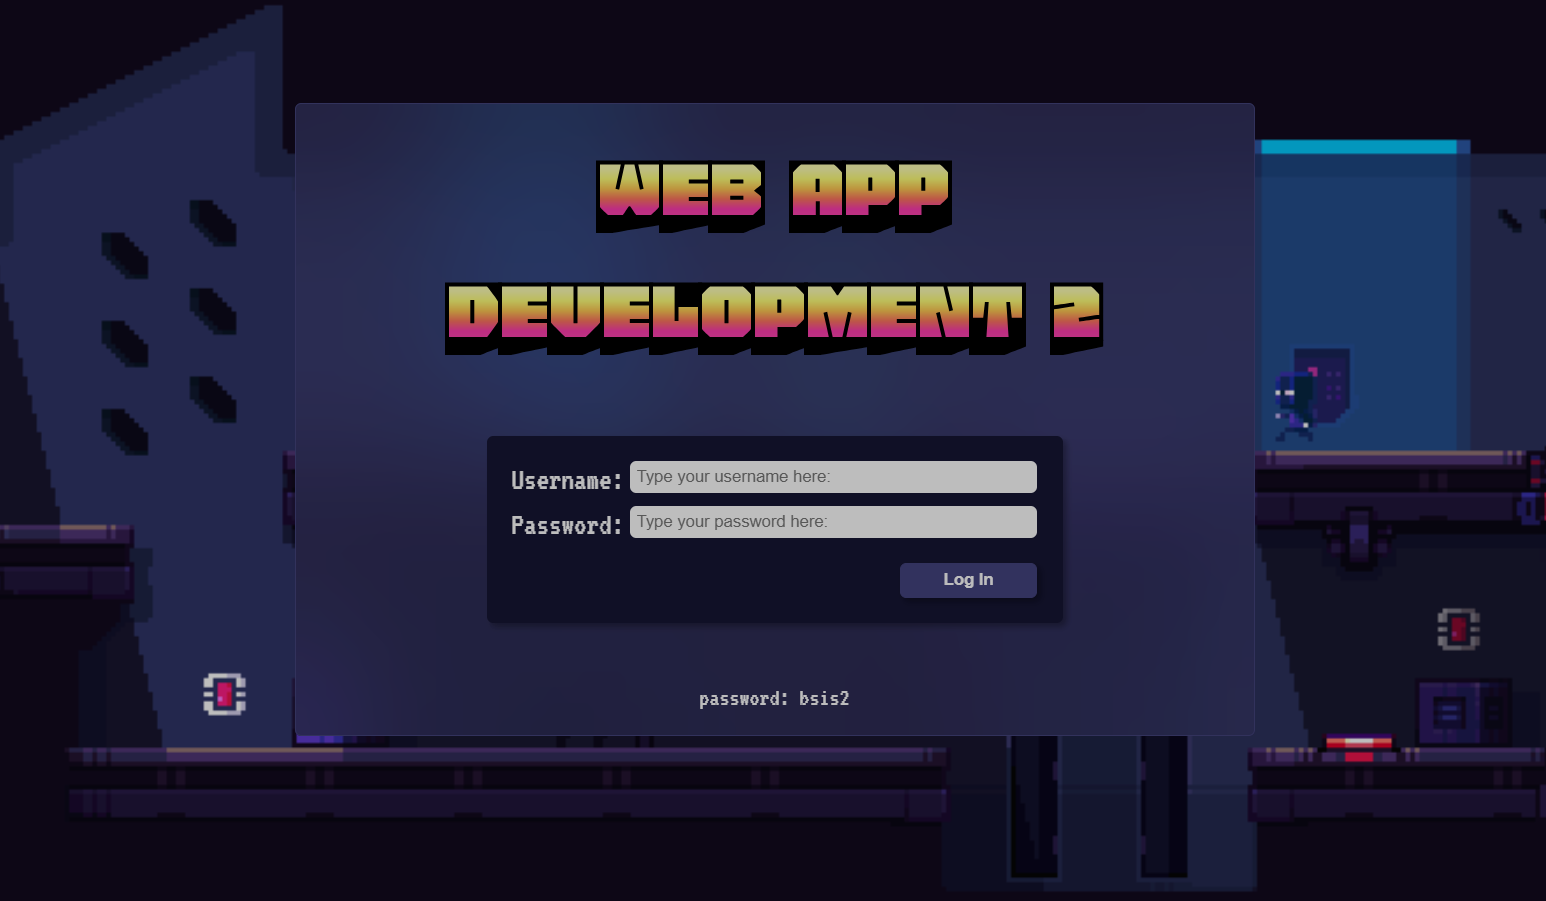 WEB APP
DEVELOPMENT 2
Username: Type your username here:
Password: Type your password here:
Log In
password: bsis2